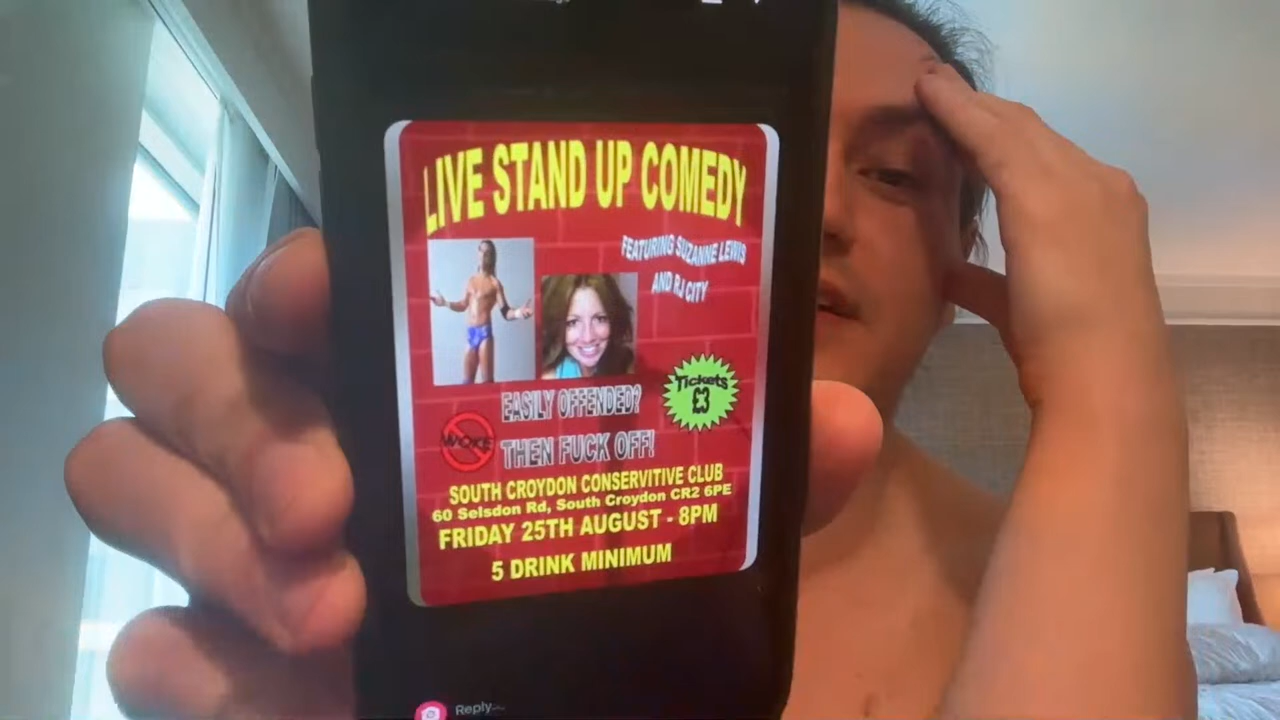 LIVE STAND UP COMEDY
FEATURING SUZANNE LEWIS
AND RJ CITY
EASILY OFFENDED?
Tickets
£3
WOKE
THEN FUCK OFF!
SOUTH CROYDON CONSERVITIVE CLUB
60 Selsdon Rd, South Croydon CR2 6PE
FRIDAY 25TH AUGUST - 8PM
5 DRINK MINIMUM
Reply...